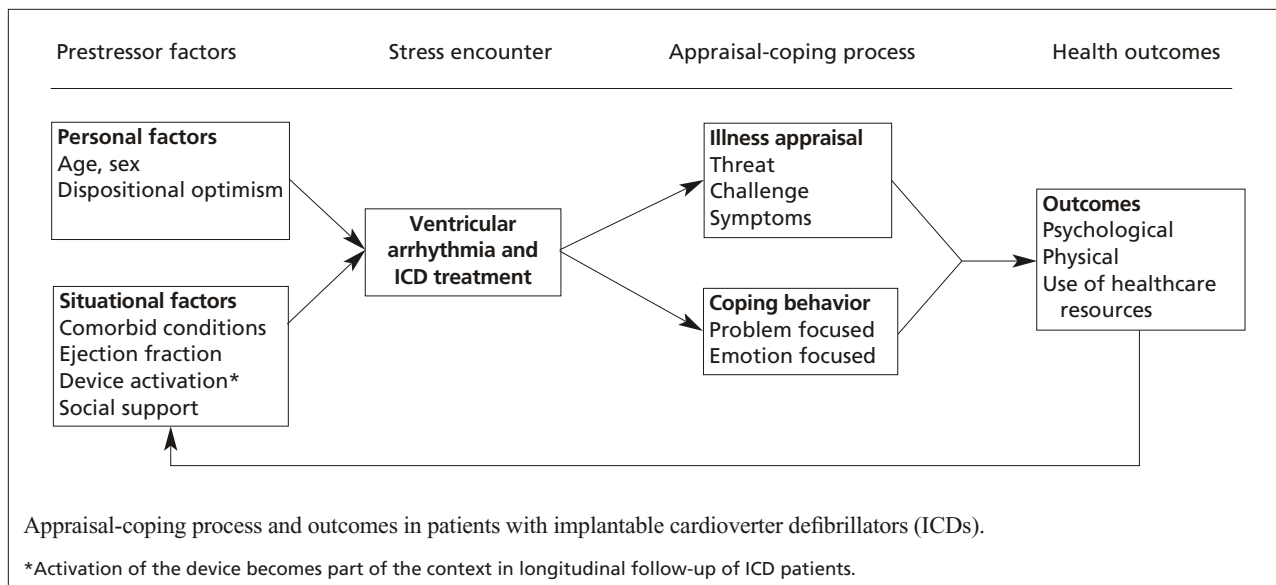 Prestressor factors
Stress encounter
Appraisal-coping process
Health outcomes
Personal factors
Age, sex
Dispositional optimism
Situational factors
Comorbid conditions
Ejection fraction
Device activation*
Social support
Ventricular
arrhythmia and
ICD treatment
Illness appraisal
Threat
Challenge
Symptoms
Coping behavior
Problem focused
Emotion focused
Outcomes
Psychological
Physical
Use of healthcare
resources
Appraisal-coping process and outcomes in patients with implantable cardioverter defibrillators (ICDs).
*Activation of the device becomes part of the context in longitudinal follow-up of ICD patients.